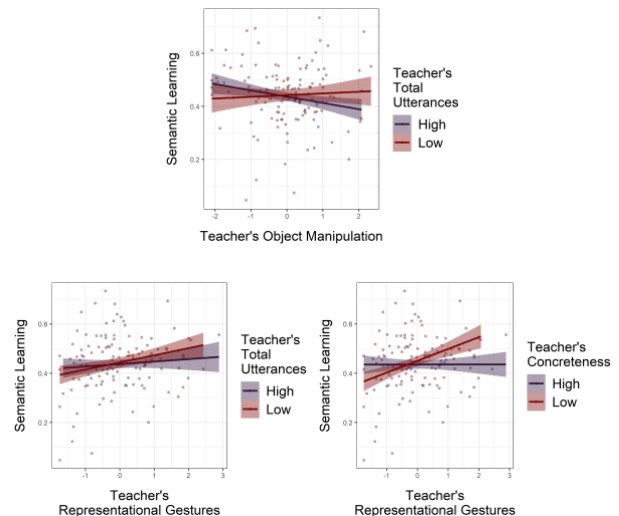 Semantic Learning
0.6
0.4
0.2
-2 -1 0 1 2
Teacher's Object Manipulation
Teacher's
Total
Utterances
High
Low
Semantic Learning
0.6
0.4
0.2
-1 0 1 2 3
Teacher's
Representational Gestures
Teacher's
Total
Utterances
High
Low
Semantic Learning
0.6
0.4
0.2
-1 0 1 2 3
Teacher's
Representational Gestures
Teacher's
Concreteness
High
Low